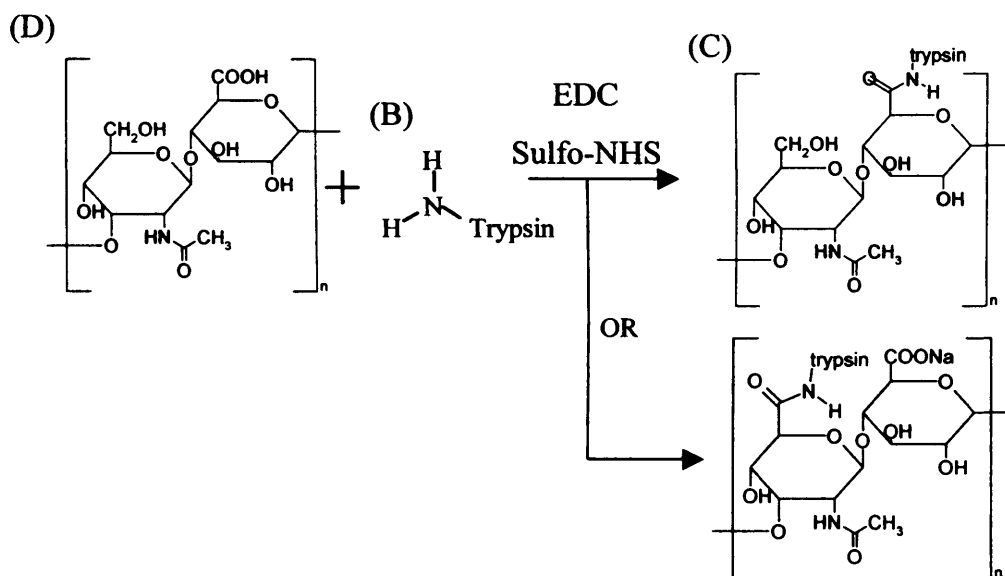 (D)
COOH
O
CH₂OH
O
O
OH
OH
OH
O
HN
CH₃
O
n
+
(B)
H
H
N
Trypsin
EDC
Sulfo-NHS
OR
(C)
trypsin
O
N
H
O
CH₂OH
O
O
OH
OH
OH
O
HN
CH₃
O
n
trypsin
COONa
O
N
H
O
O
O
OH
OH
OH
O
HN
CH₃
O
n